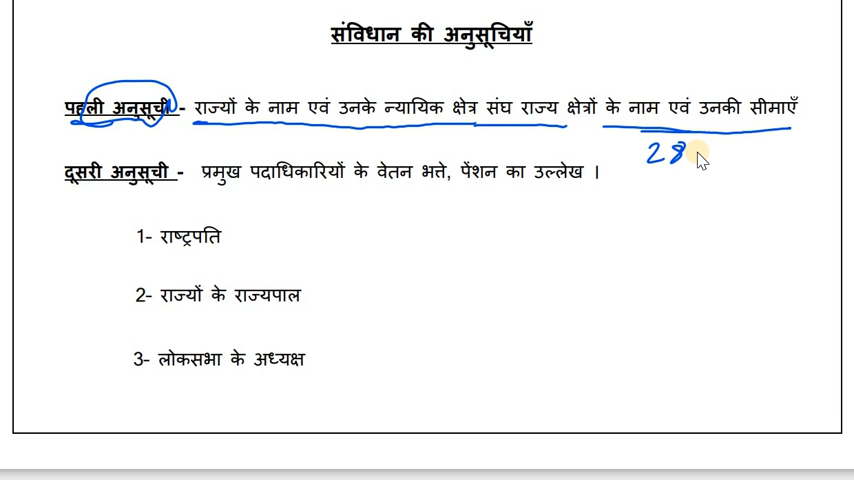 संविधान की अनुसूचियाँ
पहली अनुसूची - राज्यों के नाम एवं उनके न्यायिक क्षेत्र संघ राज्य क्षेत्रों के नाम एवं उनकी सीमाएँ
28
दूसरी अनुसूची - प्रमुख पदाधिकारियों के वेतन भत्ते, पेंशन का उल्लेख ।
1- राष्ट्रपति
2- राज्यों के राज्यपाल
3- लोकसभा के अध्यक्ष